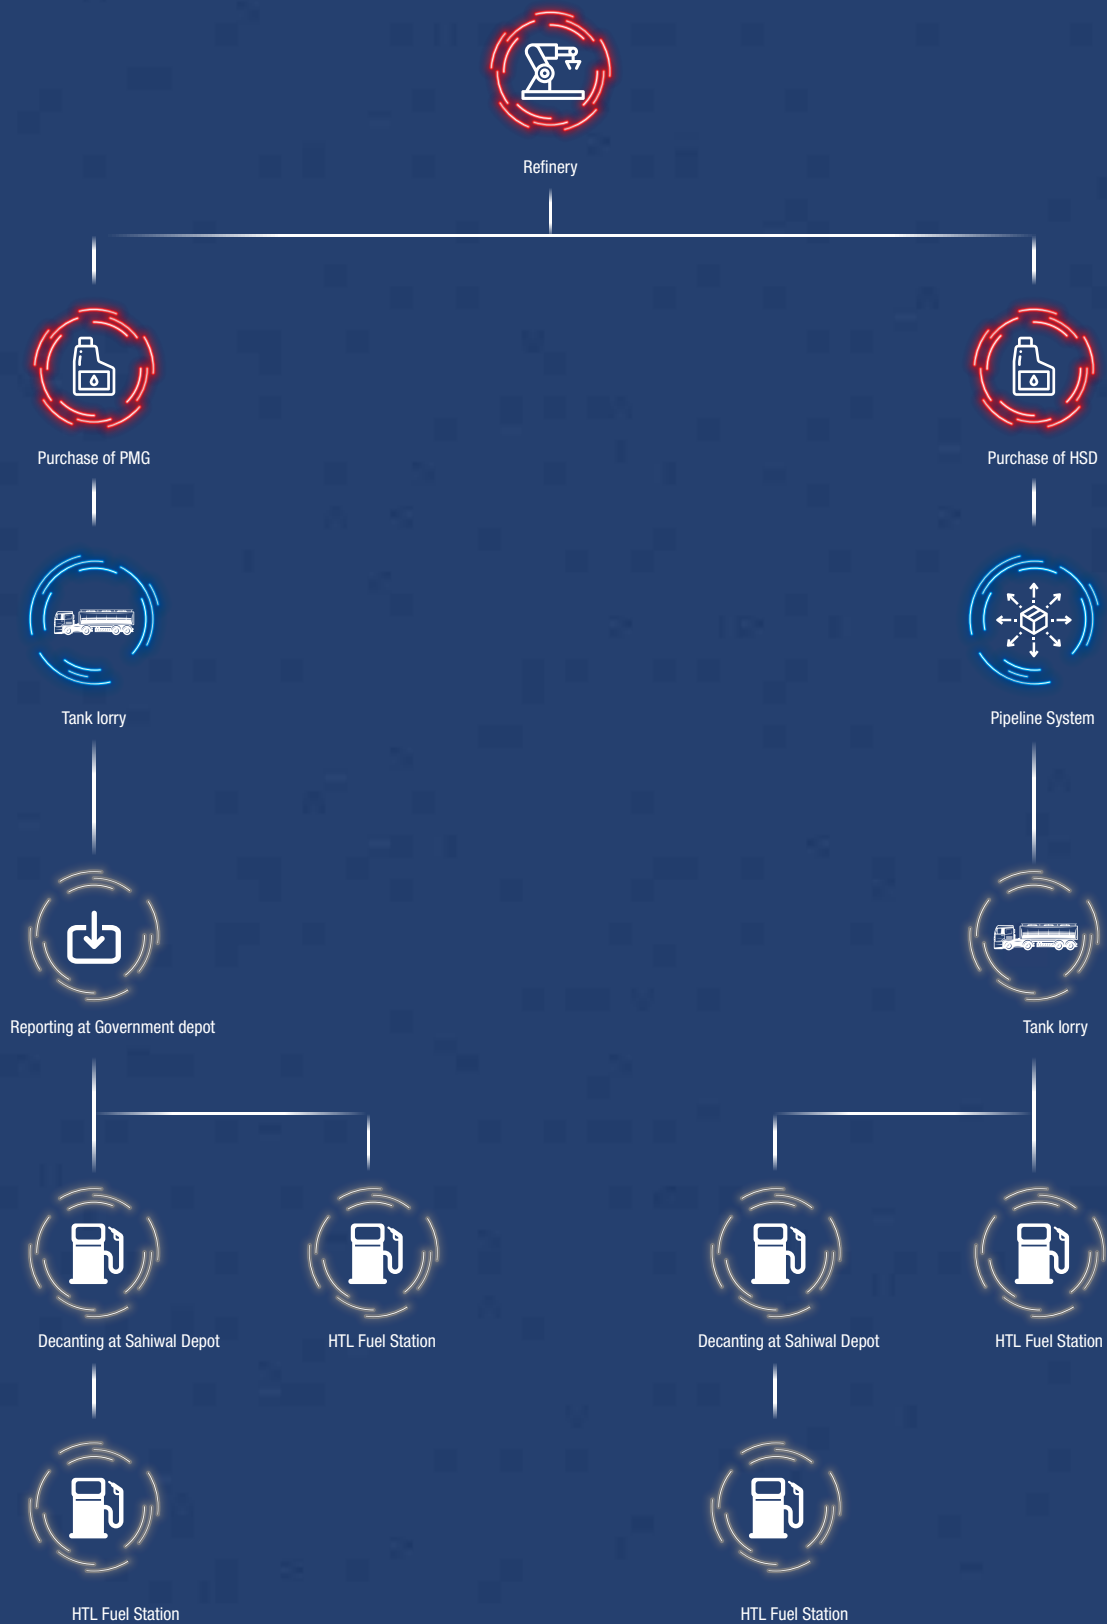 Refinery
Purchase of PMG
Purchase of HSD
Tank lorry
Pipeline System
Reporting at Government depot
Tank lorry
Decanting at Sahiwal Depot
HTL Fuel Station
Decanting at Sahiwal Depot
HTL Fuel Station
HTL Fuel Station
HTL Fuel Station